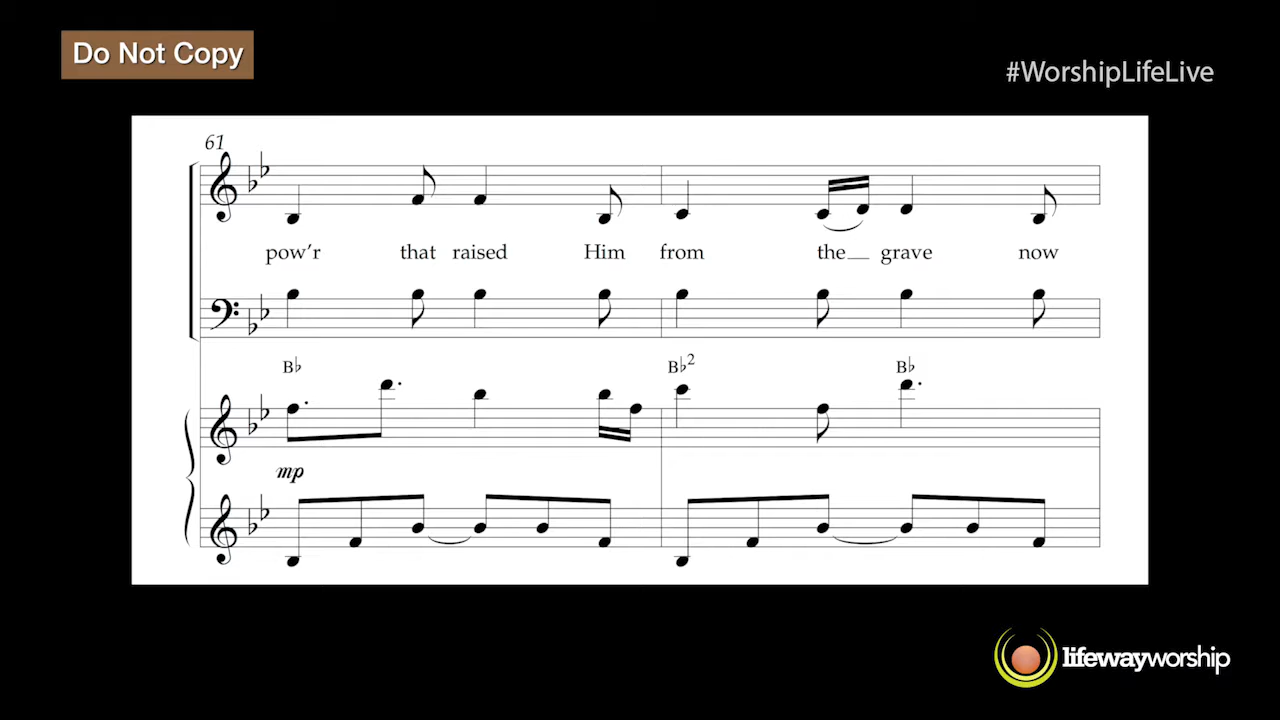 Do Not Copy
#WorshipLifeLive
61
pow'r that raised Him from the grave now
B♭ B♭2 B♭
mp
lifewayworship